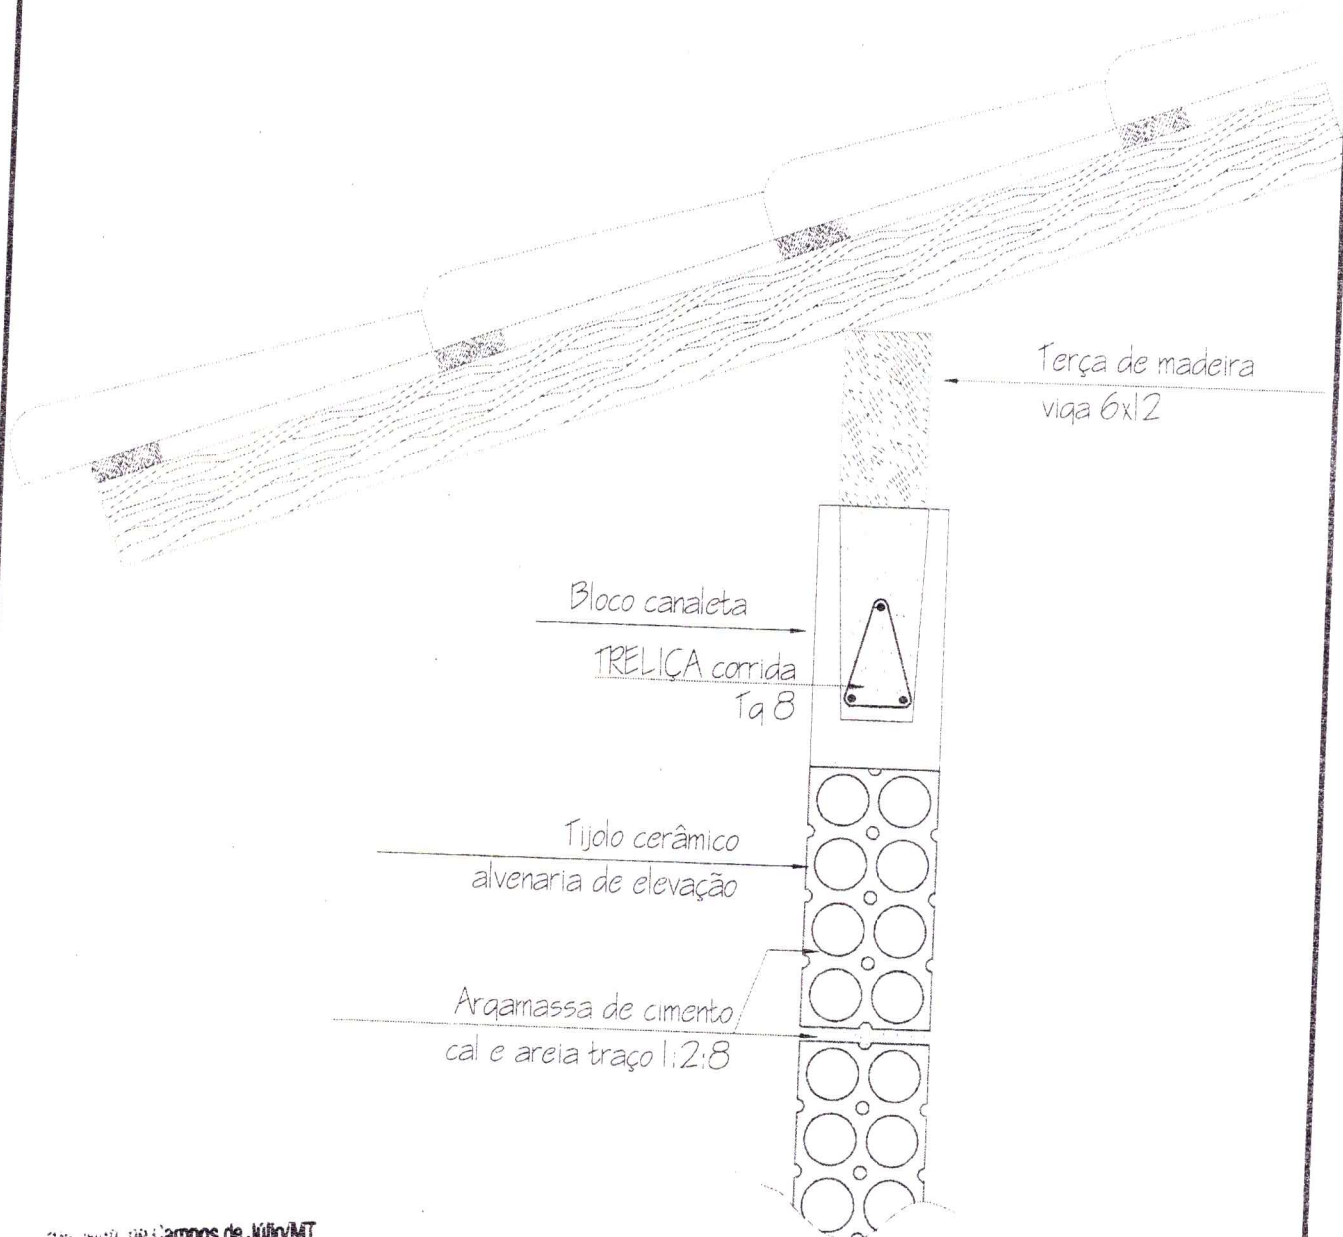 Terça de madeira
viga 6x12
Bloco canaleta
TRELIÇA corrida
Tg 8
Tijolo cerâmico
alvenaria de elevação
Argamassa de cimento
cal e areia traço 1:2:8
Campos de Júlio/MT